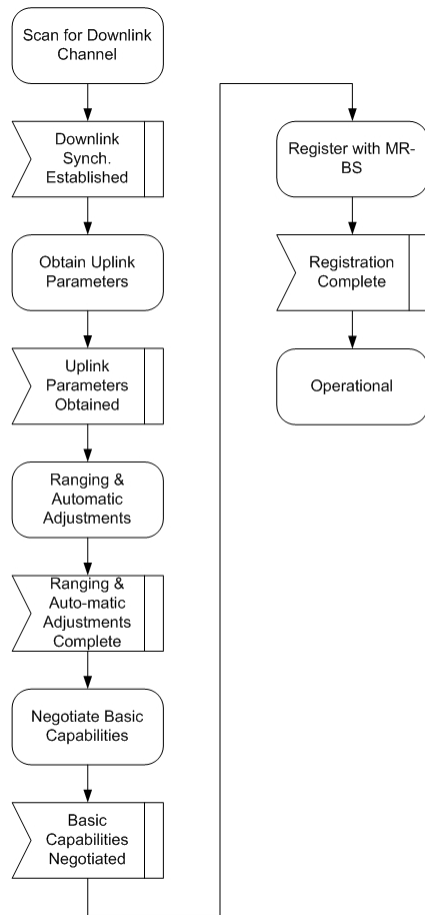 Scan for Downlink
Channel
Downlink
Synch.
Established
Obtain Uplink
Parameters
Uplink
Parameters
Obtained
Ranging &
Automatic
Adjustments
Ranging &
Auto-matic
Adjustments
Complete
Negotiate Basic
Capabilities
Basic
Capabilities
Negotiated
Register with MR-
BS
Registration
Complete
Operational